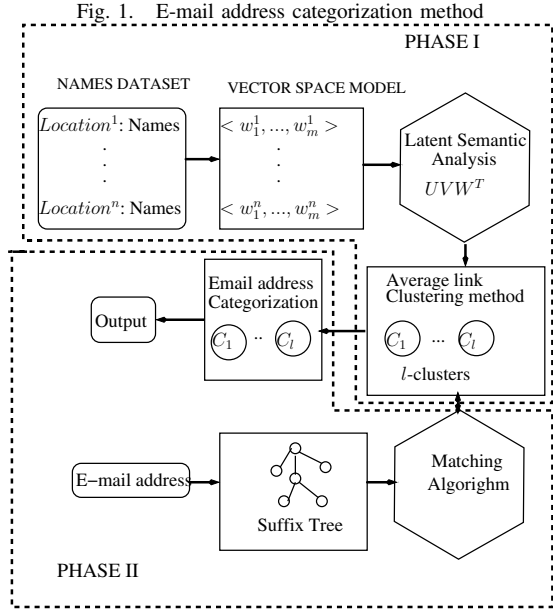 Fig. 1. E-mail address categorization method
PHASE I
NAMES DATASET
VECTOR SPACE MODEL
Location^1: Names
.
.
.
Location^n: Names
< w_1^1, ..., w_m^1 >
.
.
.
< w_1^n, ..., w_m^n >
Latent Semantic
Analysis
UVW^T
Average link
Clustering method
C_1 ... C_l
l-clusters
Email address
Categorization
C_1 .. C_l
Output
E-mail address
Suffix Tree
Matching
Algorighm
PHASE II